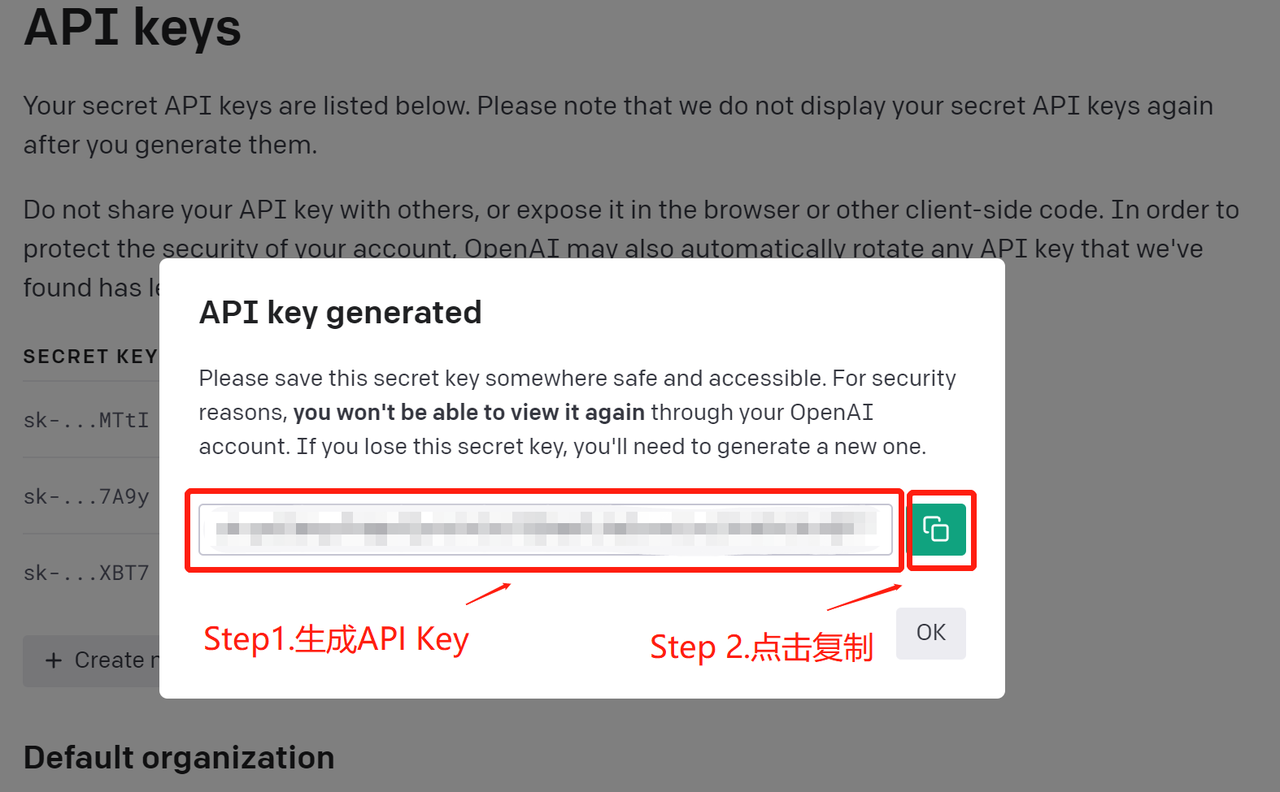 API keys
Your secret API keys are listed below. Please note that we do not display your secret API keys again
after you generate them.
Do not share your API key with others, or expose it in the browser or other client-side code. In order to
protect the security of your account, OpenAI may also automatically rotate any API key that we've
found has
API key generated
Please save this secret key somewhere safe and accessible. For security
reasons, you won't be able to view it again through your OpenAI
account. If you lose this secret key, you'll need to generate a new one.
SECRET KEY
sk-...MTtI
sk-...7A9y
sk-...XBT7
Step1.生成API Key
Step 2.点击复制
OK
+ Create
Default organization